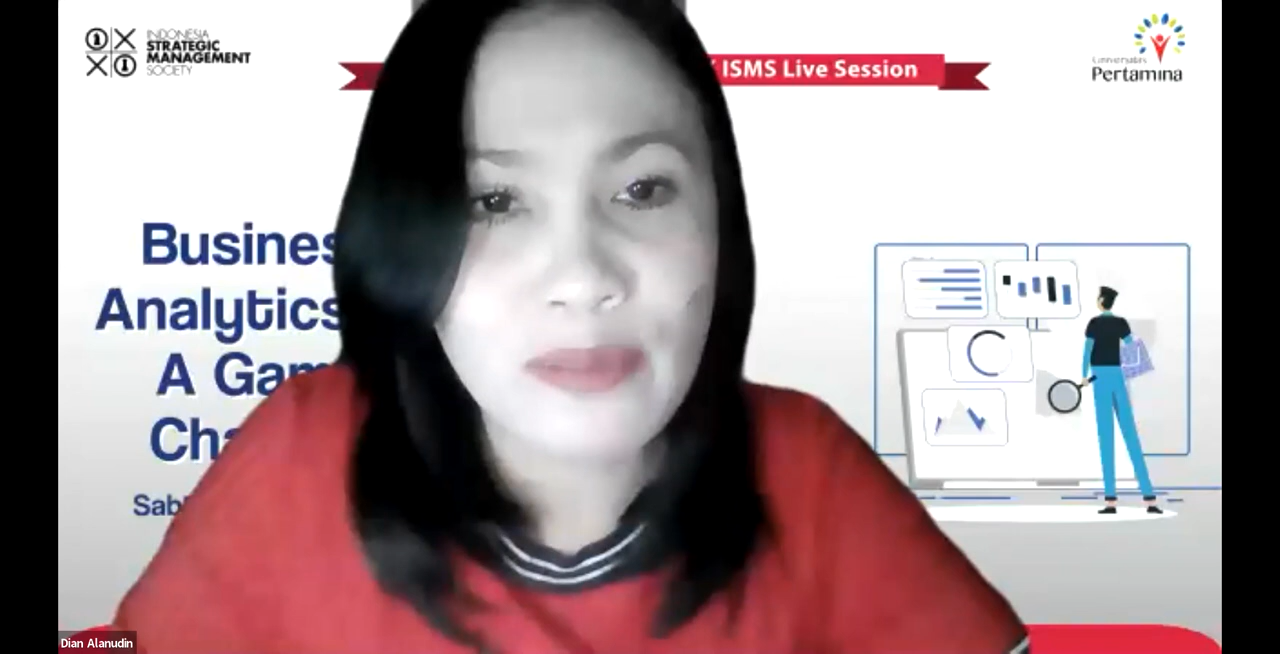 INDONESIA
STRATEGIC
MANAGEMENT
SOCIETY
ISMS Live Session
Universitas
Pertamina
Busines
Analytics
A Gam
Cha
Sab
Dian Alanudin